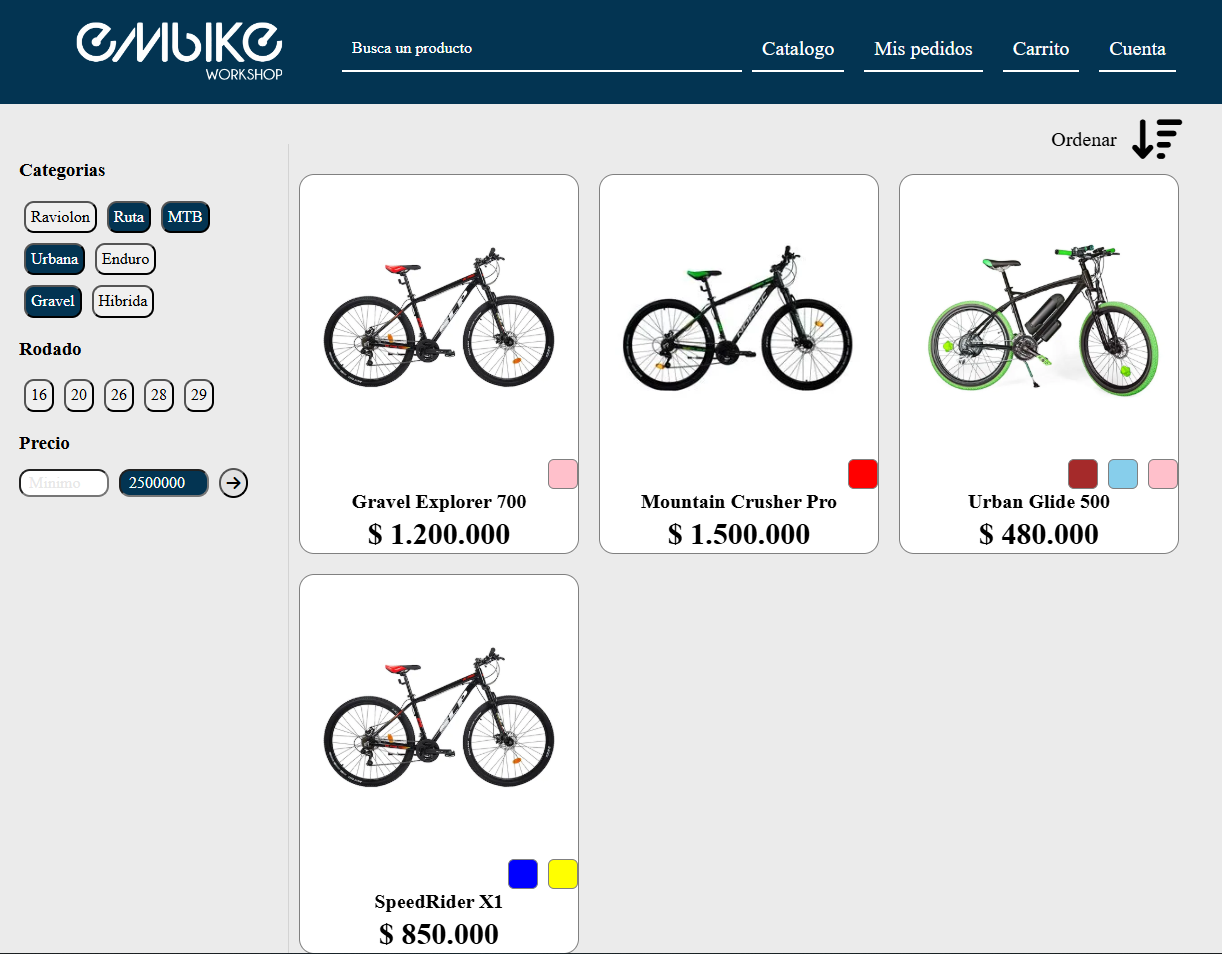 embike
WORKSHOP
Busca un producto
Catalogo
Mis pedidos
Carrito
Cuenta
Ordenar
Categorias
Raviolon
Ruta
MTB
Urbana
Enduro
Gravel
Hibrida
Rodado
16
20
26
28
29
Precio
Minimo
2500000
Gravel Explorer 700
$ 1.200.000
Mountain Crusher Pro
$ 1.500.000
Urban Glide 500
$ 480.000
SpeedRider X1
$ 850.000